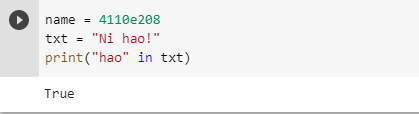 name = 4110e208
txt = "Ni hao!"
print("hao" in txt)
True